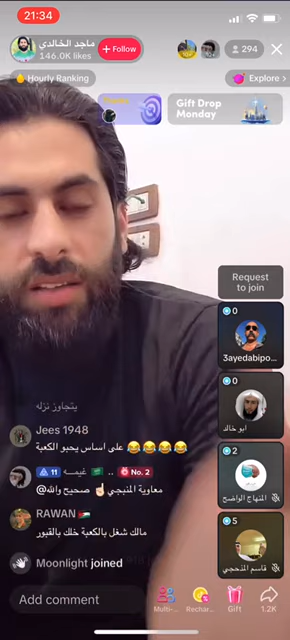 21:34
ماجد الخالدي
146.0K likes
+ Follow
294
Hourly Ranking
Explore >
Gift Drop
Monday
Request
to join
0
3ayedabipo...
0
ابو خالد
2
المنهاج الواضح
5
قاسم المذحجي
يتجاوز نزله
Jees 1948
على اساس يحبو الكعبة 😂😂😂😂
11 غيمــه 🇸🇦 .. No. 2
@معاوية المنبجي ☝🏻 صحيح والله
RAWAN 🇵🇸
مالك شغل بالكعبة خلك بالقبور
Moonlight joined
Add comment
Multi-...
Rechar...
Gift
1.2K